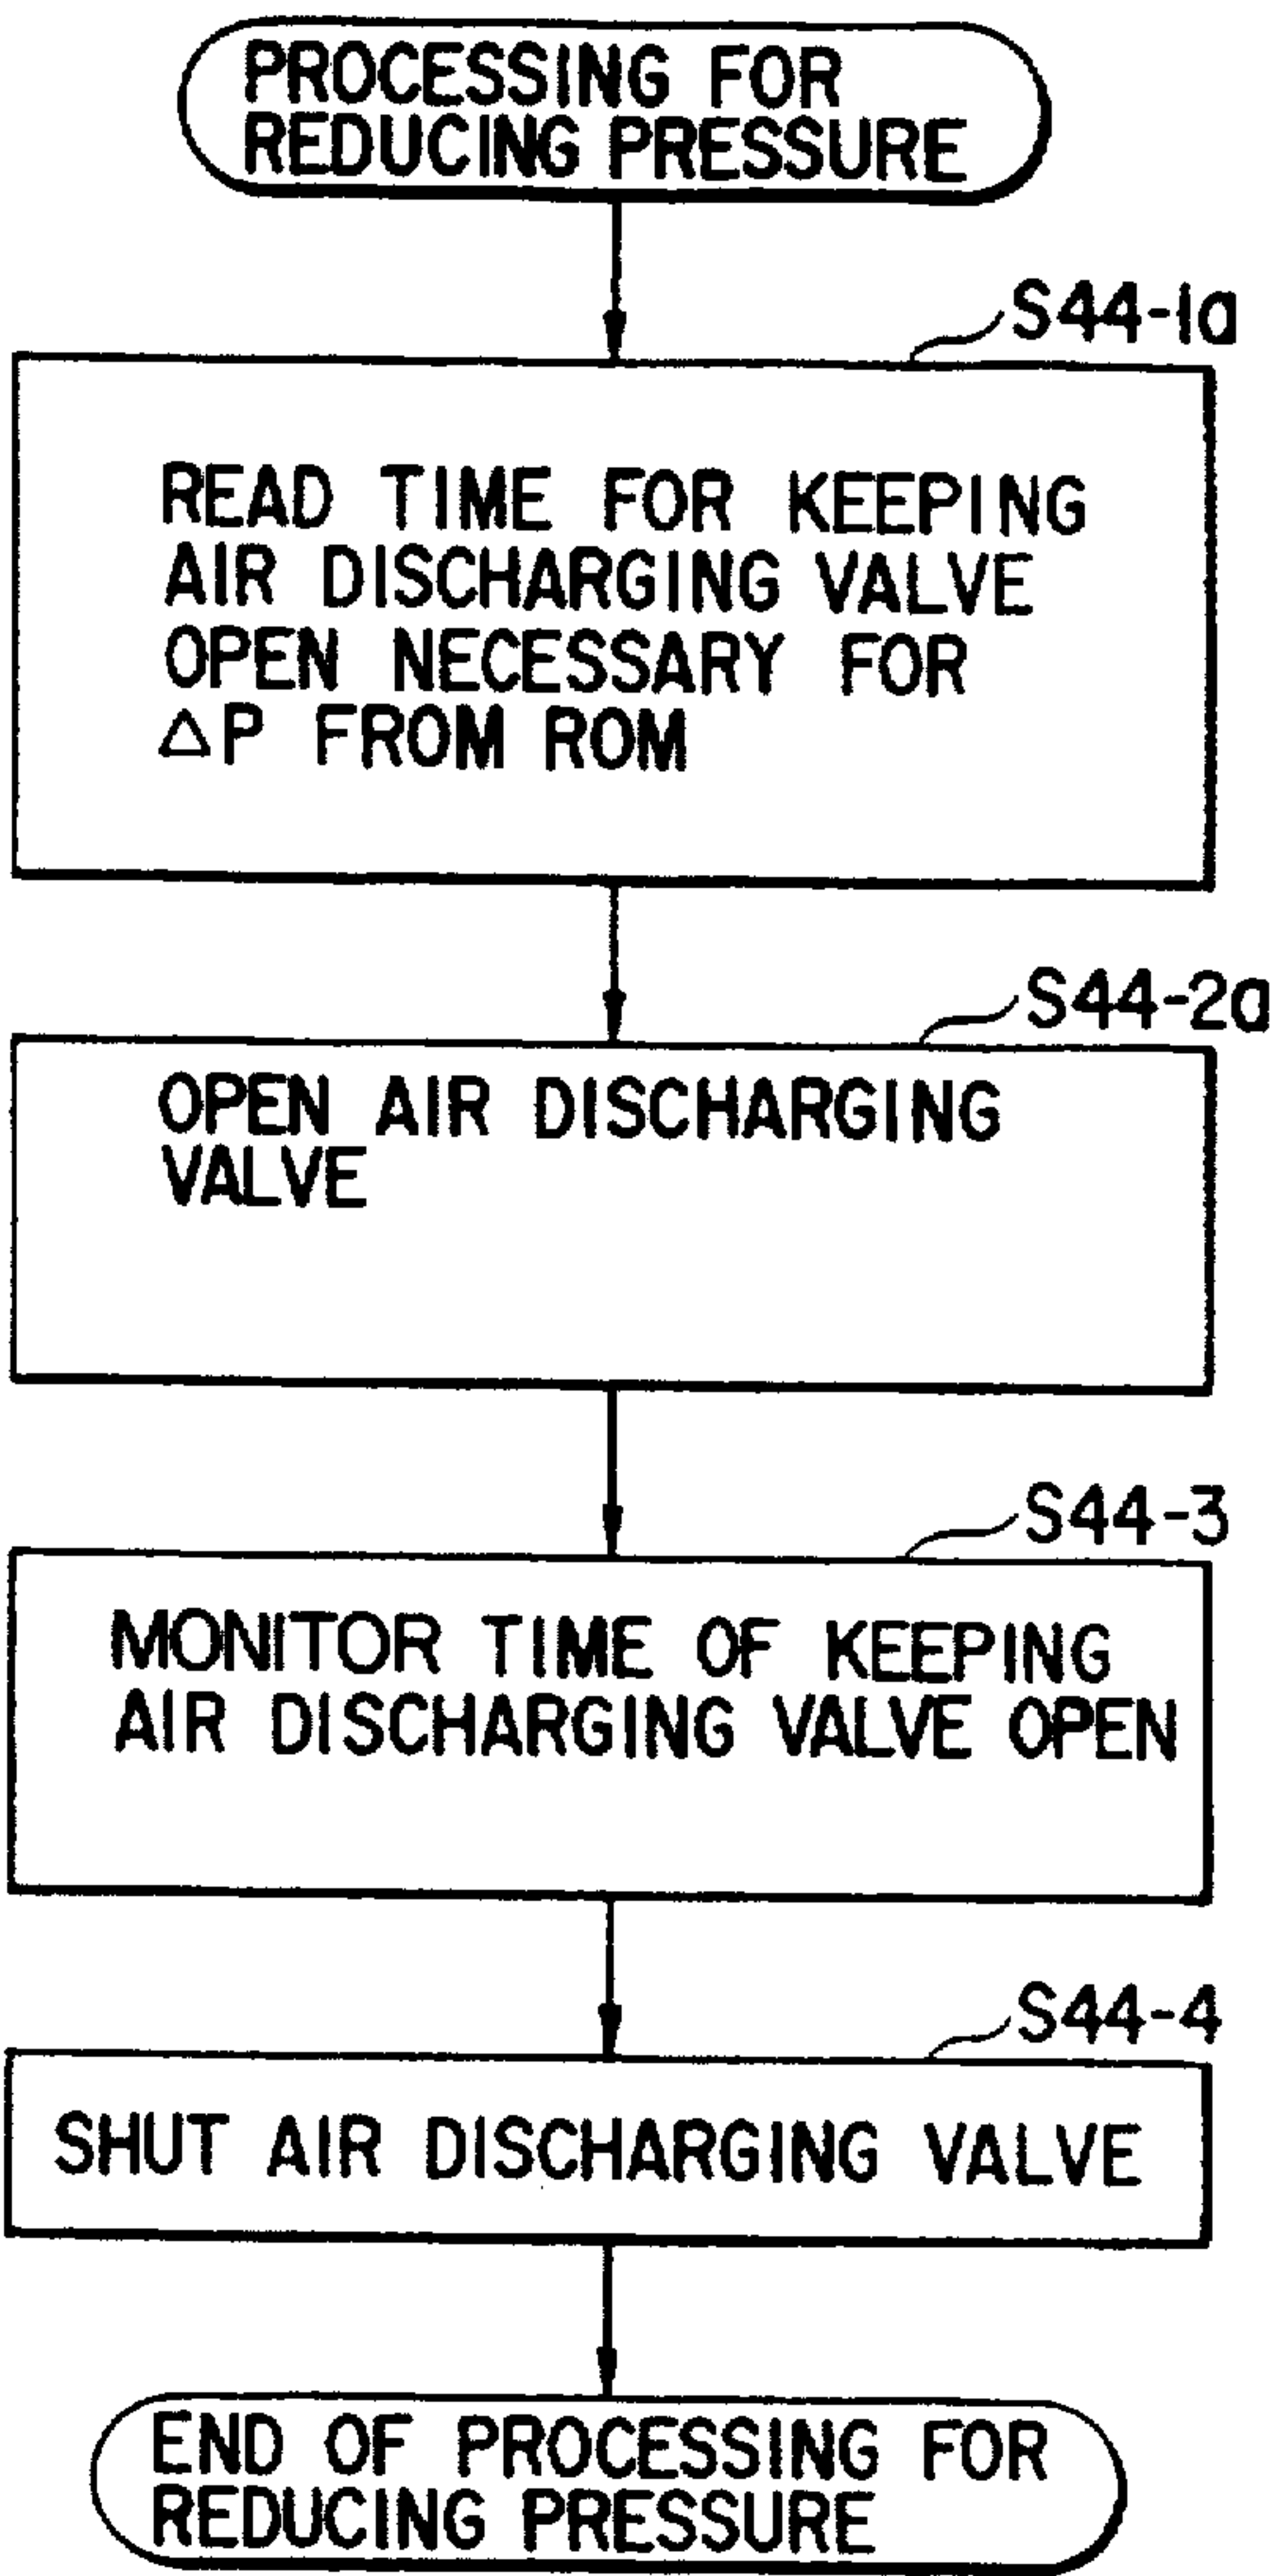 PROCESSING FOR
REDUCING PRESSURE
S44-1a
READ TIME FOR KEEPING
AIR DISCHARGING VALVE
OPEN NECESSARY FOR
△P FROM ROM
S44-2a
OPEN AIR DISCHARGING
VALVE
S44-3
MONITOR TIME OF KEEPING
AIR DISCHARGING VALVE OPEN
S44-4
SHUT AIR DISCHARGING VALVE
END OF PROCESSING FOR
REDUCING PRESSURE